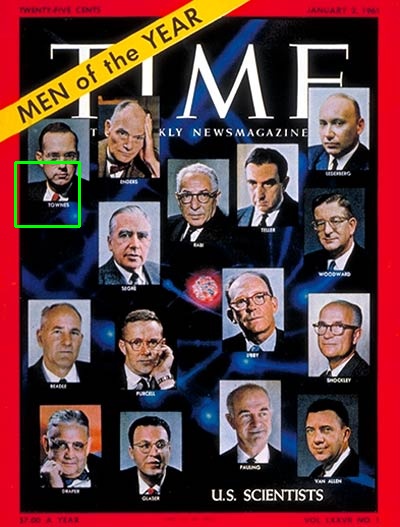 TWENTY-FIVE CENTS
JANUARY 2, 1961
MEN of the YEAR
TIME
KLY NEWSMAGAZINE
TOWNES
ENDERS
LEDERBERG
RABI
TELLER
SEGRÈ
WOODWARD
BEADLE
PURCELL
LIBBY
SHOCKLEY
DRAPER
GLASER
PAULING
VAN ALLEN
U.S. SCIENTISTS
$7.00 A YEAR
VOL. LXXVII NO. 1